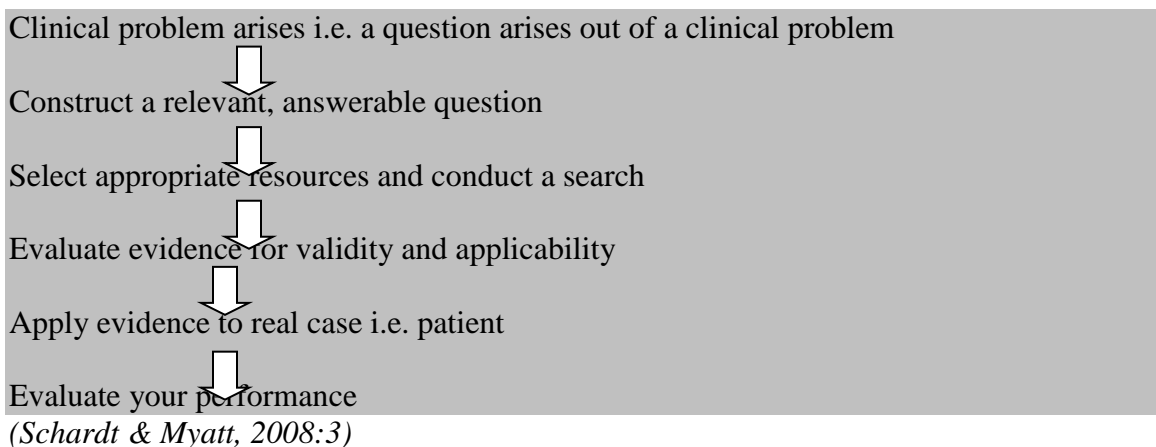 Clinical problem arises i.e. a question arises out of a clinical problem
Construct a relevant, answerable question
Select appropriate resources and conduct a search
Evaluate evidence for validity and applicability
Apply evidence to real case i.e. patient
Evaluate your performance
(Schardt & Myatt, 2008:3)